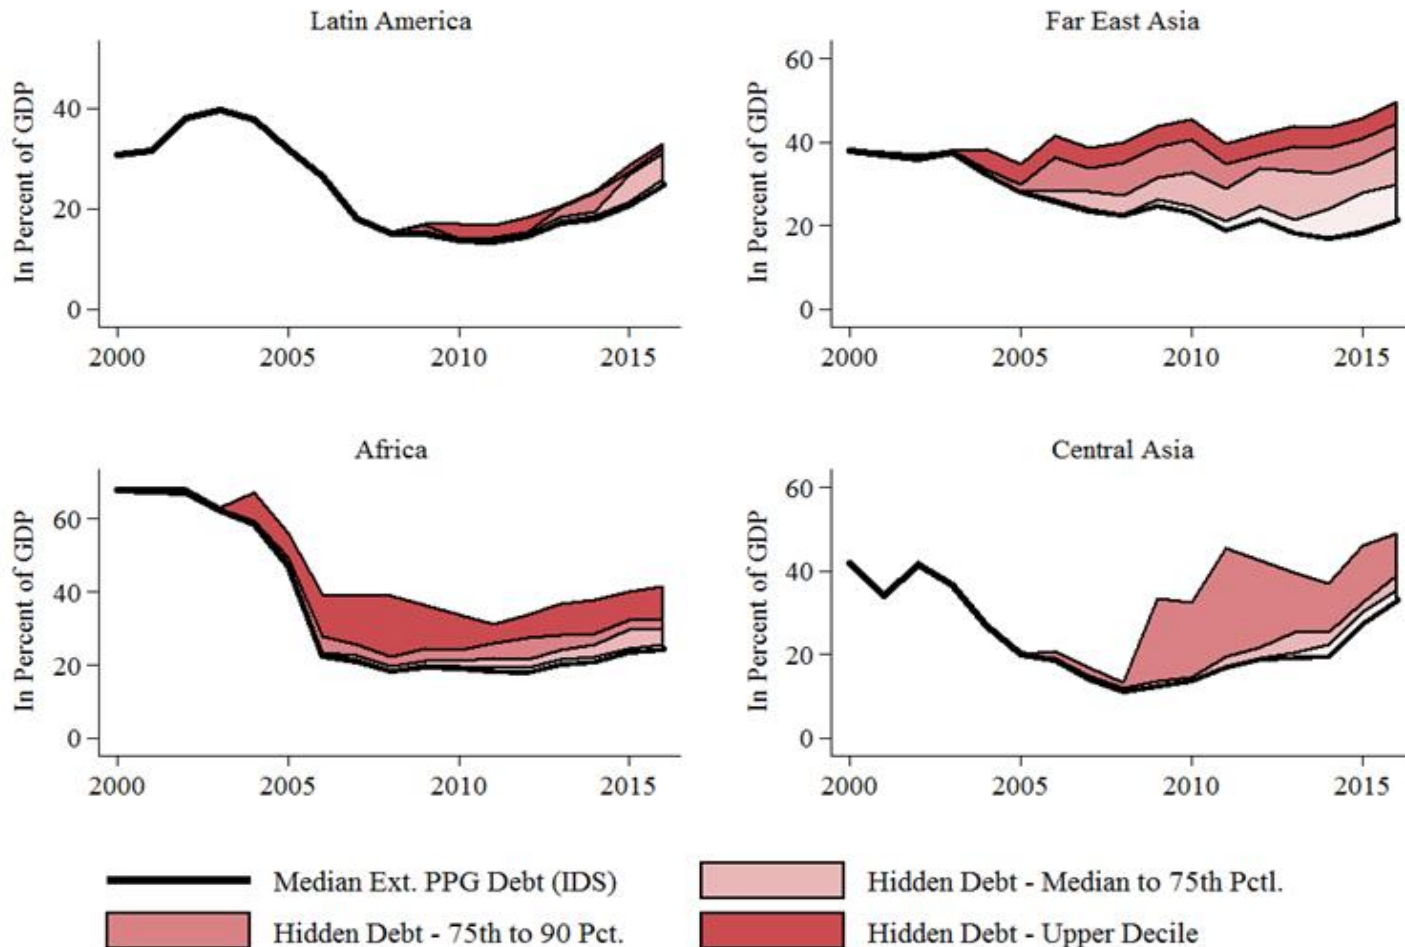 Latin America
In Percent of GDP
40
20
0
2000 2005 2010 2015
Far East Asia
In Percent of GDP
60
40
20
0
2000 2005 2010 2015
Africa
In Percent of GDP
60
40
20
0
2000 2005 2010 2015
Central Asia
In Percent of GDP
60
40
20
0
2000 2005 2010 2015
Median Ext. PPG Debt (IDS)
Hidden Debt - Median to 75th Pctl.
Hidden Debt - 75th to 90 Pct.
Hidden Debt - Upper Decile